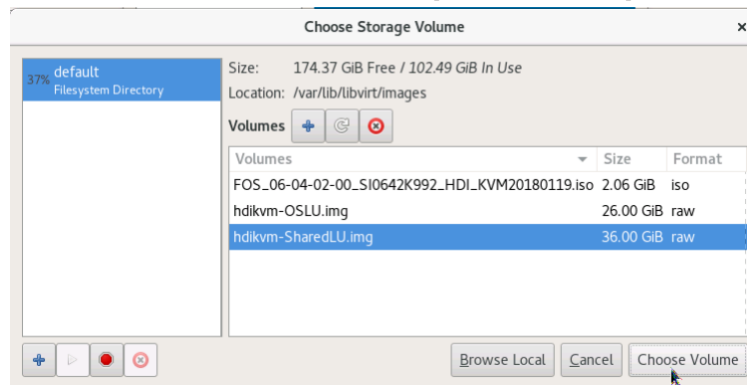 Choose Storage Volume
×
37% default
Filesystem Directory
Size: 174.37 GiB Free / 102.49 GiB In Use
Location: /var/lib/libvirt/images
Volumes
Volumes Size Format
FOS_06-04-02-00_SI0642K992_HDI_KVM20180119.iso 2.06 GiB iso
hdikvm-OSLU.img 26.00 GiB raw
hdikvm-SharedLU.img 36.00 GiB raw
Browse Local Cancel Choose Volume